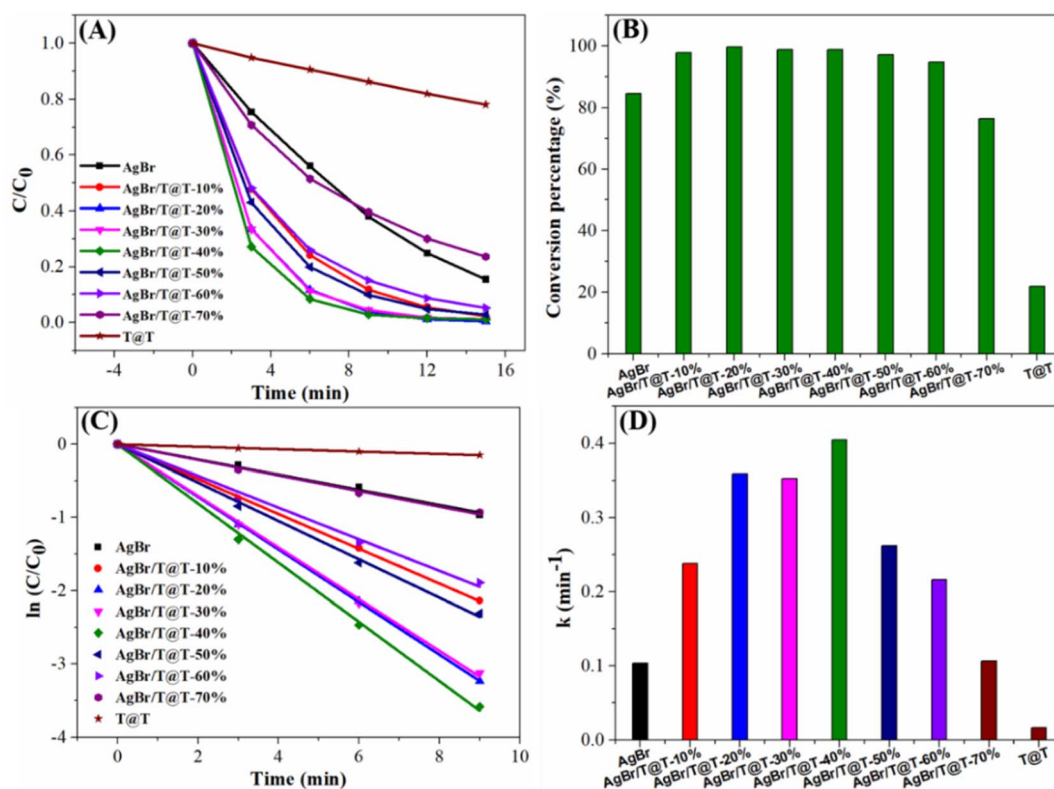 (A)
1.0
0.8
0.6
0.4
0.2
0.0
C/C0
AgBr
AgBr/T@T-10%
AgBr/T@T-20%
AgBr/T@T-30%
AgBr/T@T-40%
AgBr/T@T-50%
AgBr/T@T-60%
AgBr/T@T-70%
T@T
-4 0 4 8 12 16
Time (min)
(B)
100
80
60
40
20
0
Conversion percentage (%)
AgBr
AgBr/T@T-10%
AgBr/T@T-20%
AgBr/T@T-30%
AgBr/T@T-40%
AgBr/T@T-50%
AgBr/T@T-60%
AgBr/T@T-70%
T@T
(C)
0
-1
-2
-3
-4
ln (C/C0)
AgBr
AgBr/T@T-10%
AgBr/T@T-20%
AgBr/T@T-30%
AgBr/T@T-40%
AgBr/T@T-50%
AgBr/T@T-60%
AgBr/T@T-70%
T@T
0 2 4 6 8 10
Time (min)
(D)
0.4
0.3
0.2
0.1
0.0
k (min-1)
AgBr
AgBr/T@T-10%
AgBr/T@T-20%
AgBr/T@T-30%
AgBr/T@T-40%
AgBr/T@T-50%
AgBr/T@T-60%
AgBr/T@T-70%
T@T